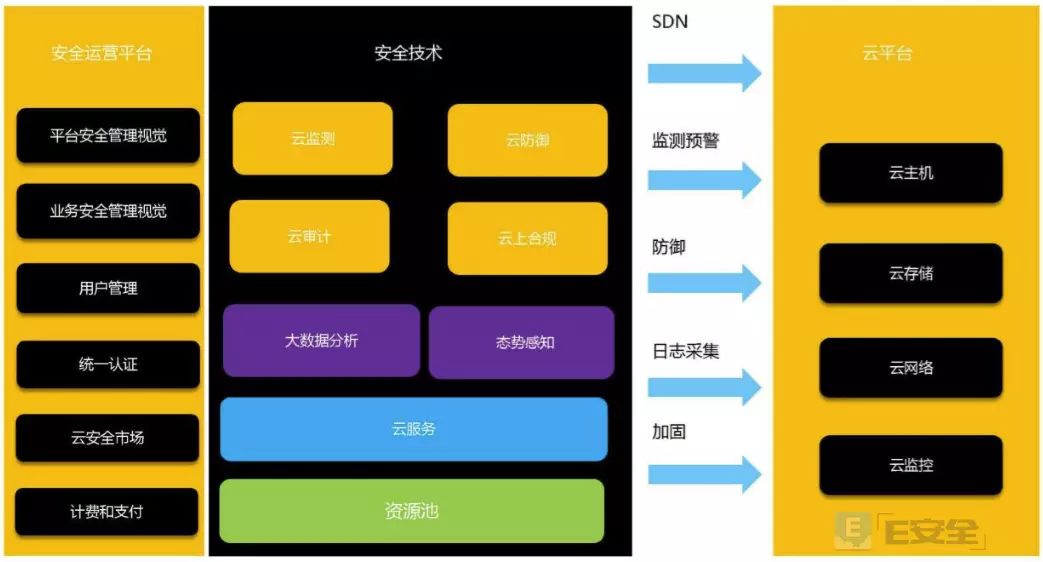 安全运营平台
平台安全管理视觉
业务安全管理视觉
用户管理
统一认证
云安全市场
计费和支付
安全技术
云监测
云防御
云审计
云上合规
大数据分析
态势感知
云服务
资源池
SDN
监测预警
防御
日志采集
加固
云平台
云主机
云存储
云网络
云监控
E安全